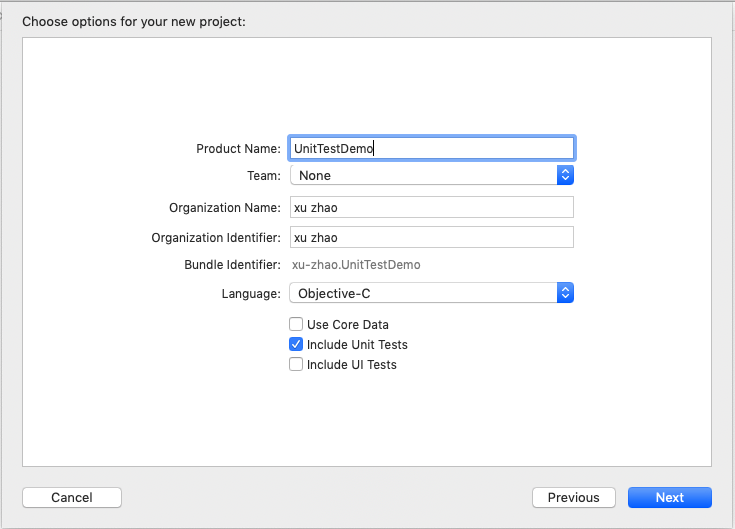 Choose options for your new project:
Product Name: UnitTestDemo
Team: None
Organization Name: xu zhao
Organization Identifier: xu zhao
Bundle Identifier: xu-zhao.UnitTestDemo
Language: Objective-C
Use Core Data
Include Unit Tests
Include UI Tests
Cancel Previous Next